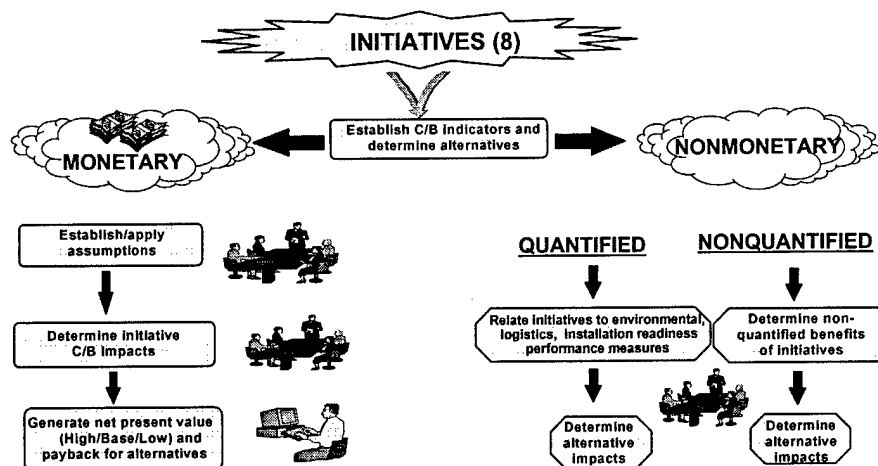 INITIATIVES (8)
Establish C/B indicators and
determine alternatives
MONETARY
NONMONETARY
Establish/apply
assumptions
Determine initiative
C/B impacts
Generate net present value
(High/Base/Low) and
payback for alternatives
QUANTIFIED
Relate initiatives to environmental,
logistics, installation readiness
performance measures
Determine
alternative
impacts
NONQUANTIFIED
Determine non-
quantified benefits
of initiatives
Determine
alternative
impacts